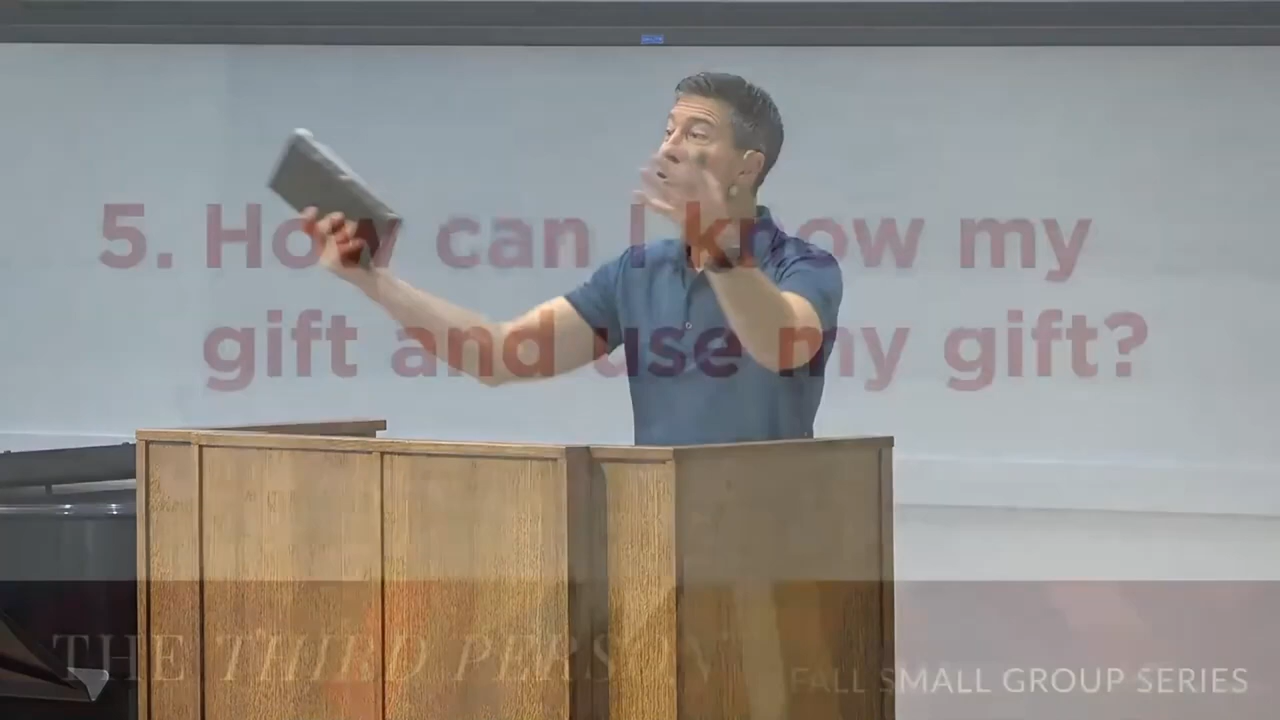 5. How can I know my
gift and use my gift?
THE THIRD PERSON
FALL SMALL GROUP SERIES